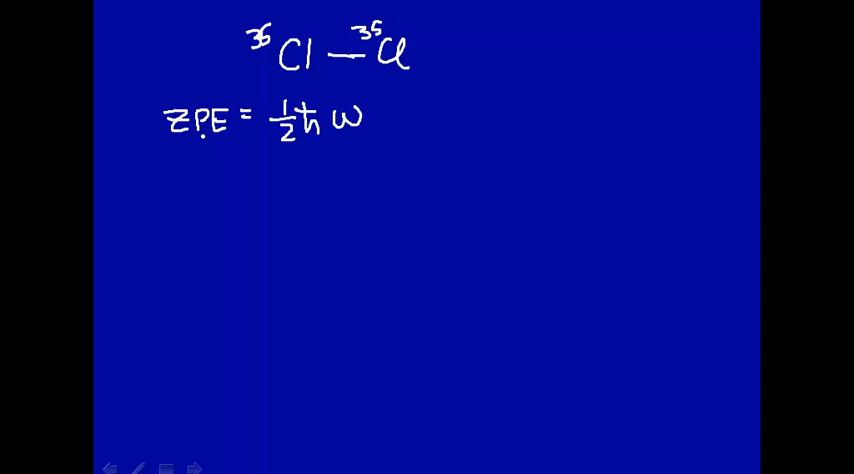 ³⁵Cl — ³⁵Cl
ZPE = ½ħω